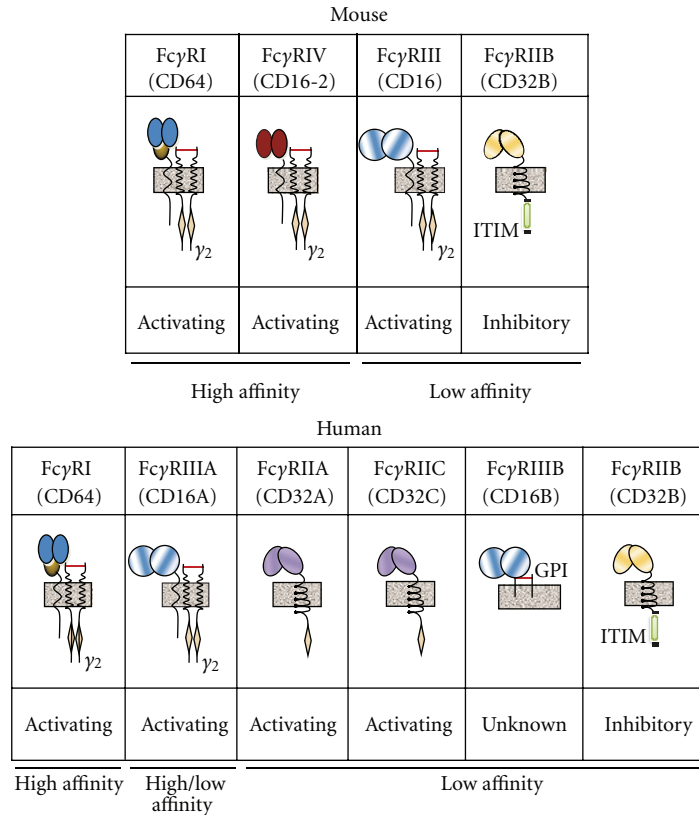 Mouse
FcγRI FcγRIV FcγRIII FcγRIIB
(CD64) (CD16-2) (CD16) (CD32B)
ITIM
γ2 γ2 γ2
Activating Activating Activating Inhibitory
High affinity Low affinity
Human
FcγRI FcγRIIIA FcγRIIA FcγRIIC FcγRIIIB FcγRIIB
(CD64) (CD16A) (CD32A) (CD32C) (CD16B) (CD32B)
GPI
ITIM
γ2 γ2
Activating Activating Activating Activating Unknown Inhibitory
High affinity High/low Low affinity
affinity